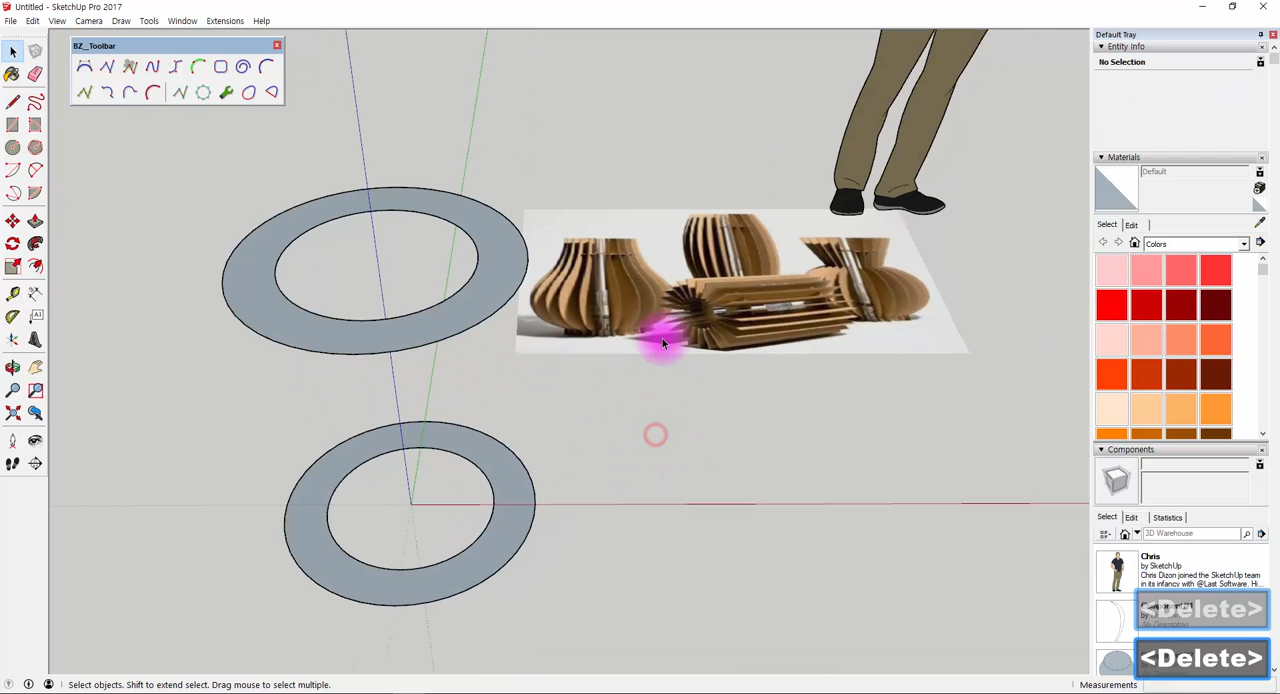 Untitled - SketchUp Pro 2017
File Edit View Camera Draw Tools Window Extensions Help
BZ__Toolbar
Default Tray
Entity Info
No Selection
Materials
Default
Select Edit
Colors
Components
Select Edit Statistics
3D Warehouse
Chris
by SketchUp
Chris Dizon joined the SketchUp team
in its infancy with @Last Software. Hi...
<Delete>
<Delete>
Select objects. Shift to extend select. Drag mouse to select multiple.
Measurements